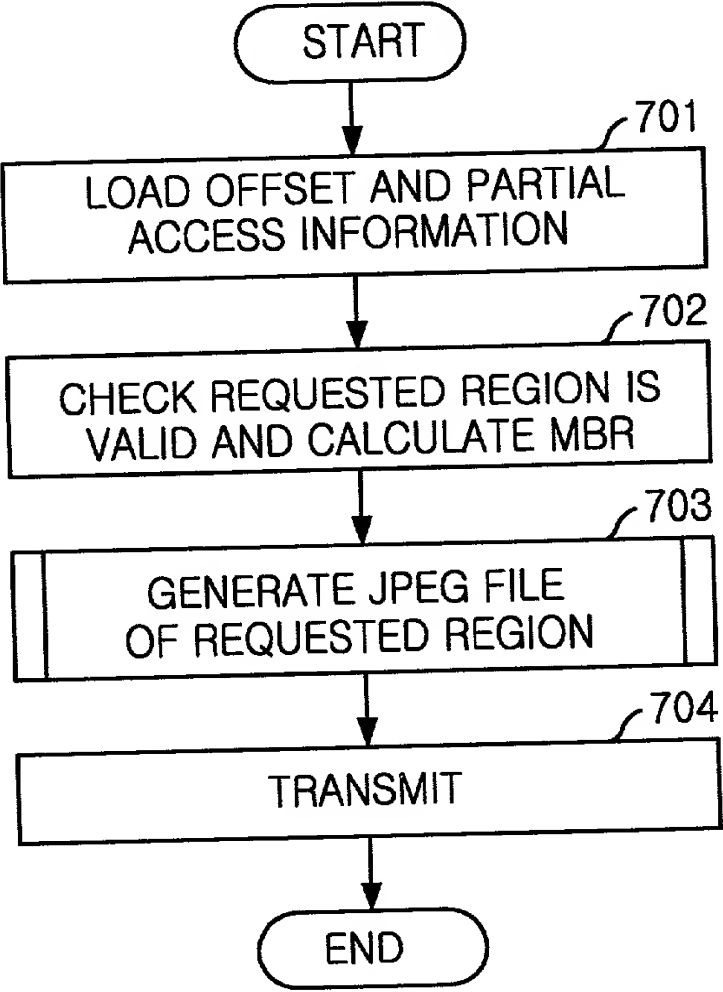 START
701
LOAD OFFSET AND PARTIAL
ACCESS INFORMATION
702
CHECK REQUESTED REGION IS
VALID AND CALCULATE MBR
703
GENERATE JPEG FILE
OF REQUESTED REGION
704
TRANSMIT
END